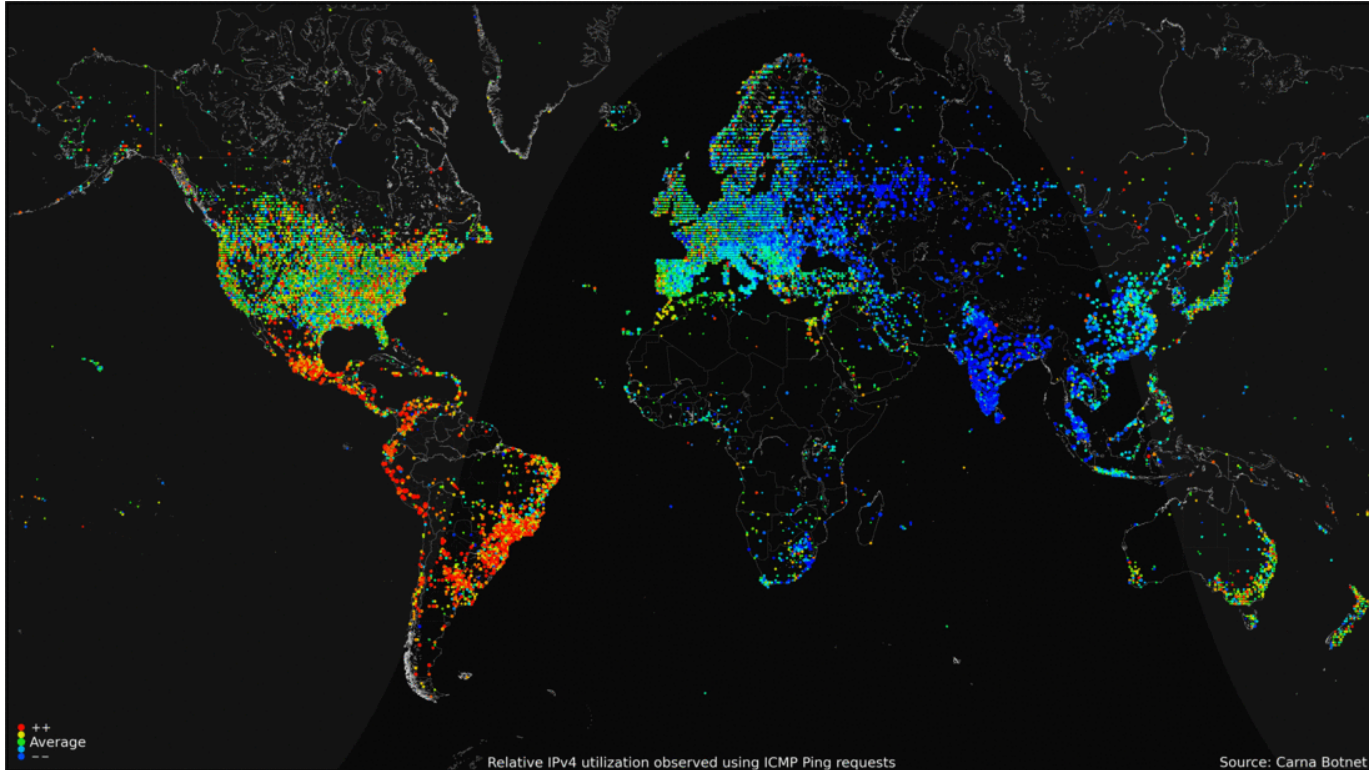 ++
Average
--
Relative IPv4 utilization observed using ICMP Ping requests
Source: Carna Botnet